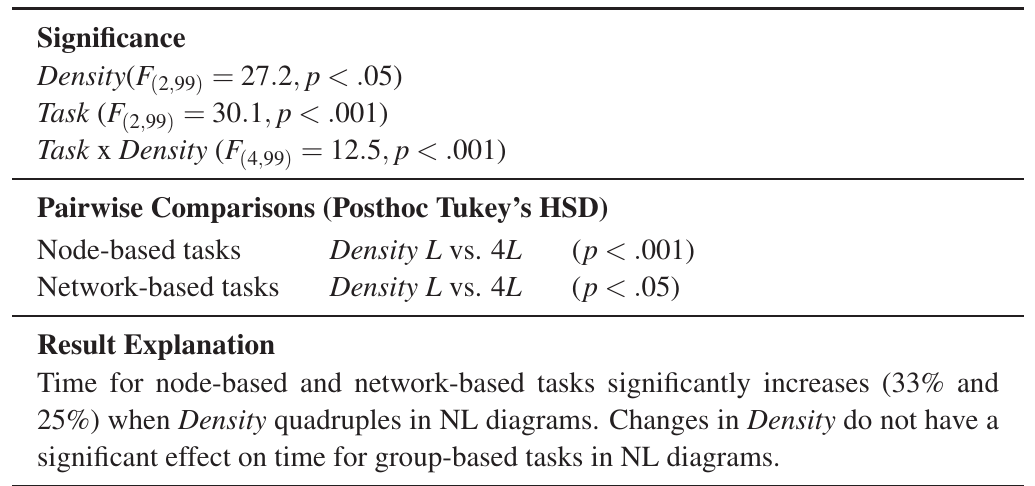 Significance
Density(F(2,99) = 27.2, p < .05)
Task (F(2,99) = 30.1, p < .001)
Task x Density (F(4,99) = 12.5, p < .001)
Pairwise Comparisons (Posthoc Tukey's HSD)
Node-based tasks Density L vs. 4L (p < .001)
Network-based tasks Density L vs. 4L (p < .05)
Result Explanation
Time for node-based and network-based tasks significantly increases (33% and
25%) when Density quadruples in NL diagrams. Changes in Density do not have a
significant effect on time for group-based tasks in NL diagrams.